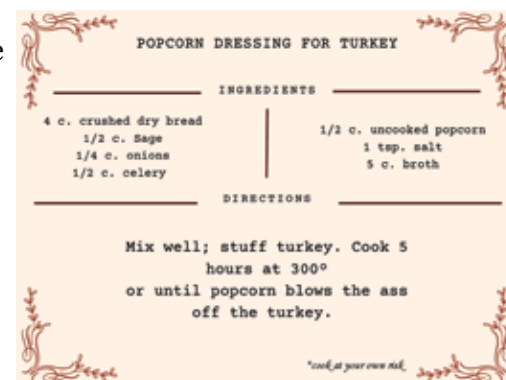 e
POPCORN DRESSING FOR TURKEY
INGREDIENTS
4 c. crushed dry bread
1/2 c. Sage
1/4 c. onions
1/2 c. celery
1/2 c. uncooked popcorn
1 tsp. salt
5 c. broth
DIRECTIONS
Mix well; stuff turkey. Cook 5
hours at 300°
or until popcorn blows the ass
off the turkey.
*cook at your own risk